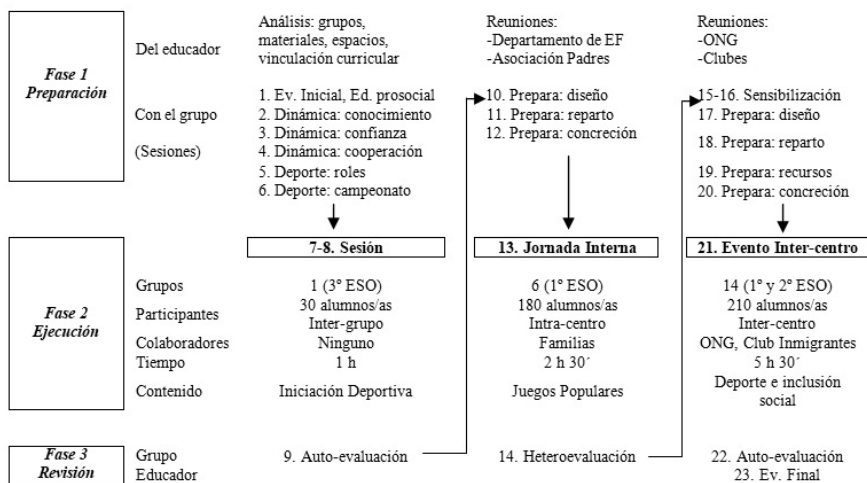 Fase 1
Preparación
Del educador
Análisis: grupos,
materiales, espacios,
vinculación curricular
Reuniones:
-Departamento de EF
-Asociación Padres
Reuniones:
-ONG
-Clubes
Con el grupo
(Sesiones)
1. Ev. Inicial, Ed. prosocial
2. Dinámica: conocimiento
3. Dinámica: confianza
4. Dinámica: cooperación
5. Deporte: roles
6. Deporte: campeonato
10. Prepara: diseño
11. Prepara: reparto
12. Prepara: concreción
15-16. Sensibilización
17. Prepara: diseño
18. Prepara: reparto
19. Prepara: recursos
20. Prepara: concreción
7-8. Sesión
13. Jornada Interna
21. Evento Inter-centro
Fase 2
Ejecución
Grupos
Participantes
Colaboradores
Tiempo
Contenido
1 (3º ESO)
30 alumnos/as
Inter-grupo
Ninguno
1 h
Iniciación Deportiva
6 (1º ESO)
180 alumnos/as
Intra-centro
Familias
2 h 30´
Juegos Populares
14 (1º y 2º ESO)
210 alumnos/as
Inter-centro
ONG, Club Inmigrantes
5 h 30´
Deporte e inclusión
social
Fase 3
Revisión
Grupo
Educador
9. Auto-evaluación
14. Heteroevaluación
22. Auto-evaluación
23. Ev. Final